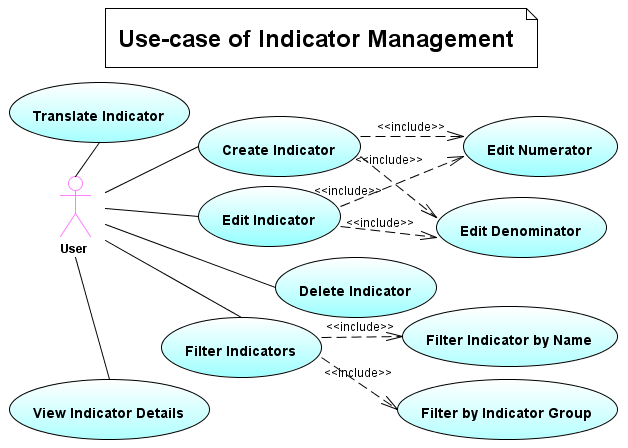 Use-case of Indicator Management
Translate Indicator
Create Indicator
<<include>>
Edit Numerator
<<include>>
User
Edit Indicator
<<include>>
<<include>>
Edit Denominator
Delete Indicator
Filter Indicators
<<include>>
Filter Indicator by Name
<<include>>
View Indicator Details
Filter by Indicator Group